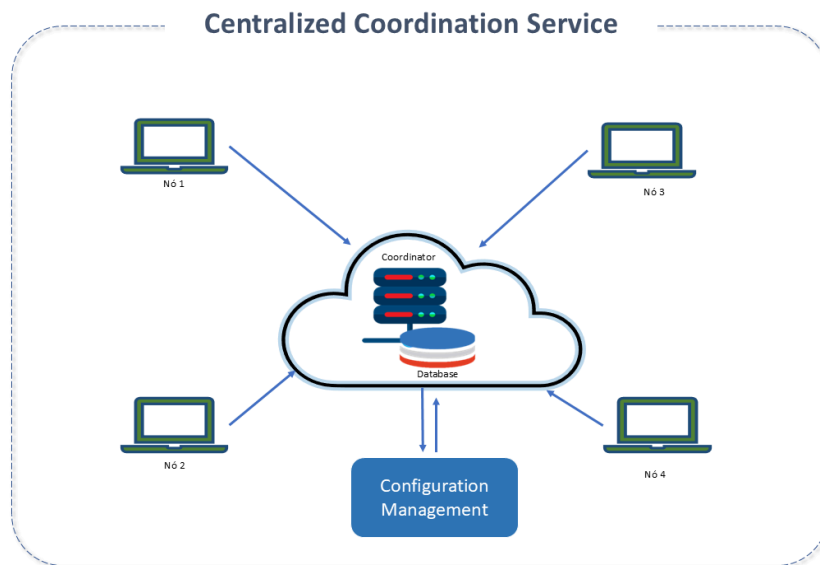 Centralized Coordination Service
Nó 1
Nó 3
Coordinator
Database
Nó 2
Nó 4
Configuration
Management